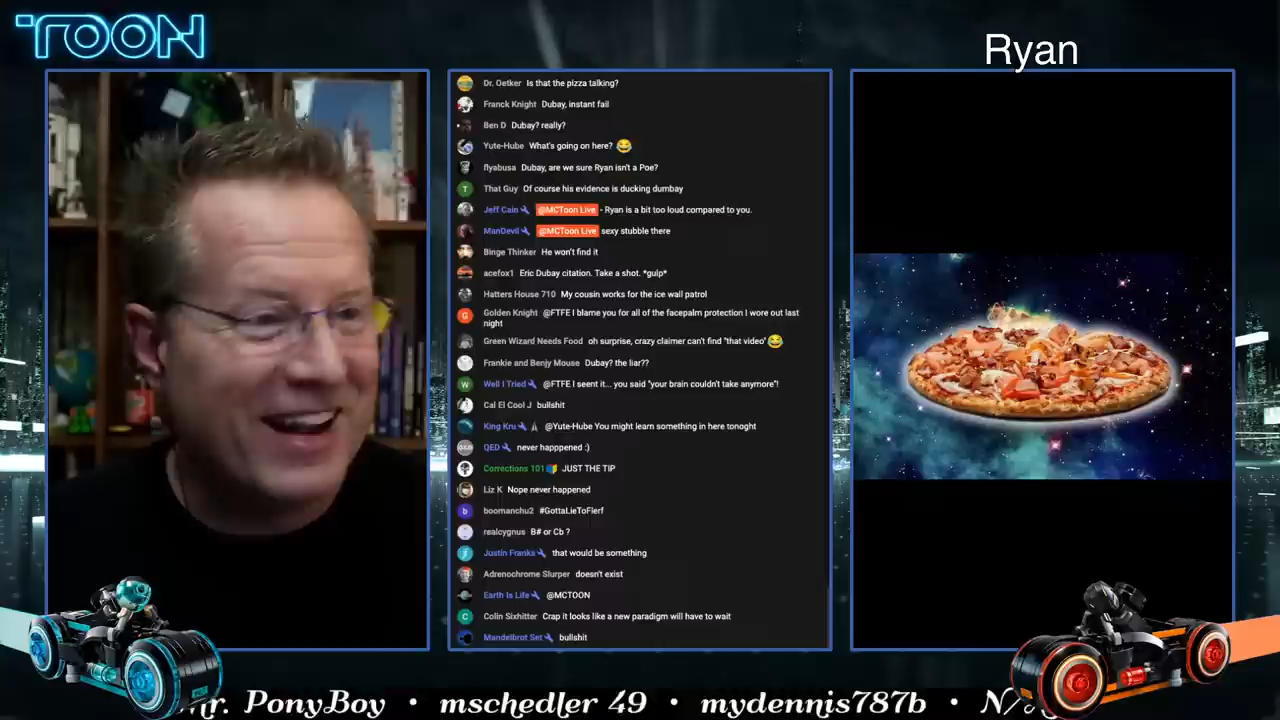 TOON
Ryan
Dr. Oetker Is that the pizza talking?
Franck Knight Dubay, instant fail
Ben D Dubay? really?
Yute-Hube What's going on here? 😂
flyabusa Dubay, are we sure Ryan isn't a Poe?
T That Guy Of course his evidence is ducking dumbay
Jeff Cain @MCToon Live - Ryan is a bit too loud compared to you.
ManDevil @MCToon Live sexy stubble there
Binge Thinker He won't find it
acefox1 Eric Dubay citation. Take a shot. *gulp*
Hatters House 710 My cousin works for the ice wall patrol
G Golden Knight @FTFE I blame you for all of the facepalm protection I wore out last
night
Green Wizard Needs Food oh surprise, crazy claimer can't find "that video" 😂
Frankie and Benjy Mouse Dubay? the liar??
W Well I Tried @FTFE I seent it... you said "your brain couldn't take anymore"!
Cal El Cool J bullshit
King Kru @Yute-Hube You might learn something in here tonoght
QED never happpened :)
Corrections 101 JUST THE TIP
Liz K Nope never happened
b boomanchu2 #GottaLieToFlerf
realcygnus B# or Cb ?
Justin Franks that would be something
Adrenochrome Slurper doesn't exist
Earth Is Life @MCTOON
C Colin Sixhitter Crap it looks like a new paradigm will have to wait
Mandelbrot Set bullshit
Mr. PonyBoy • mschedler 49 • mydennis787b •